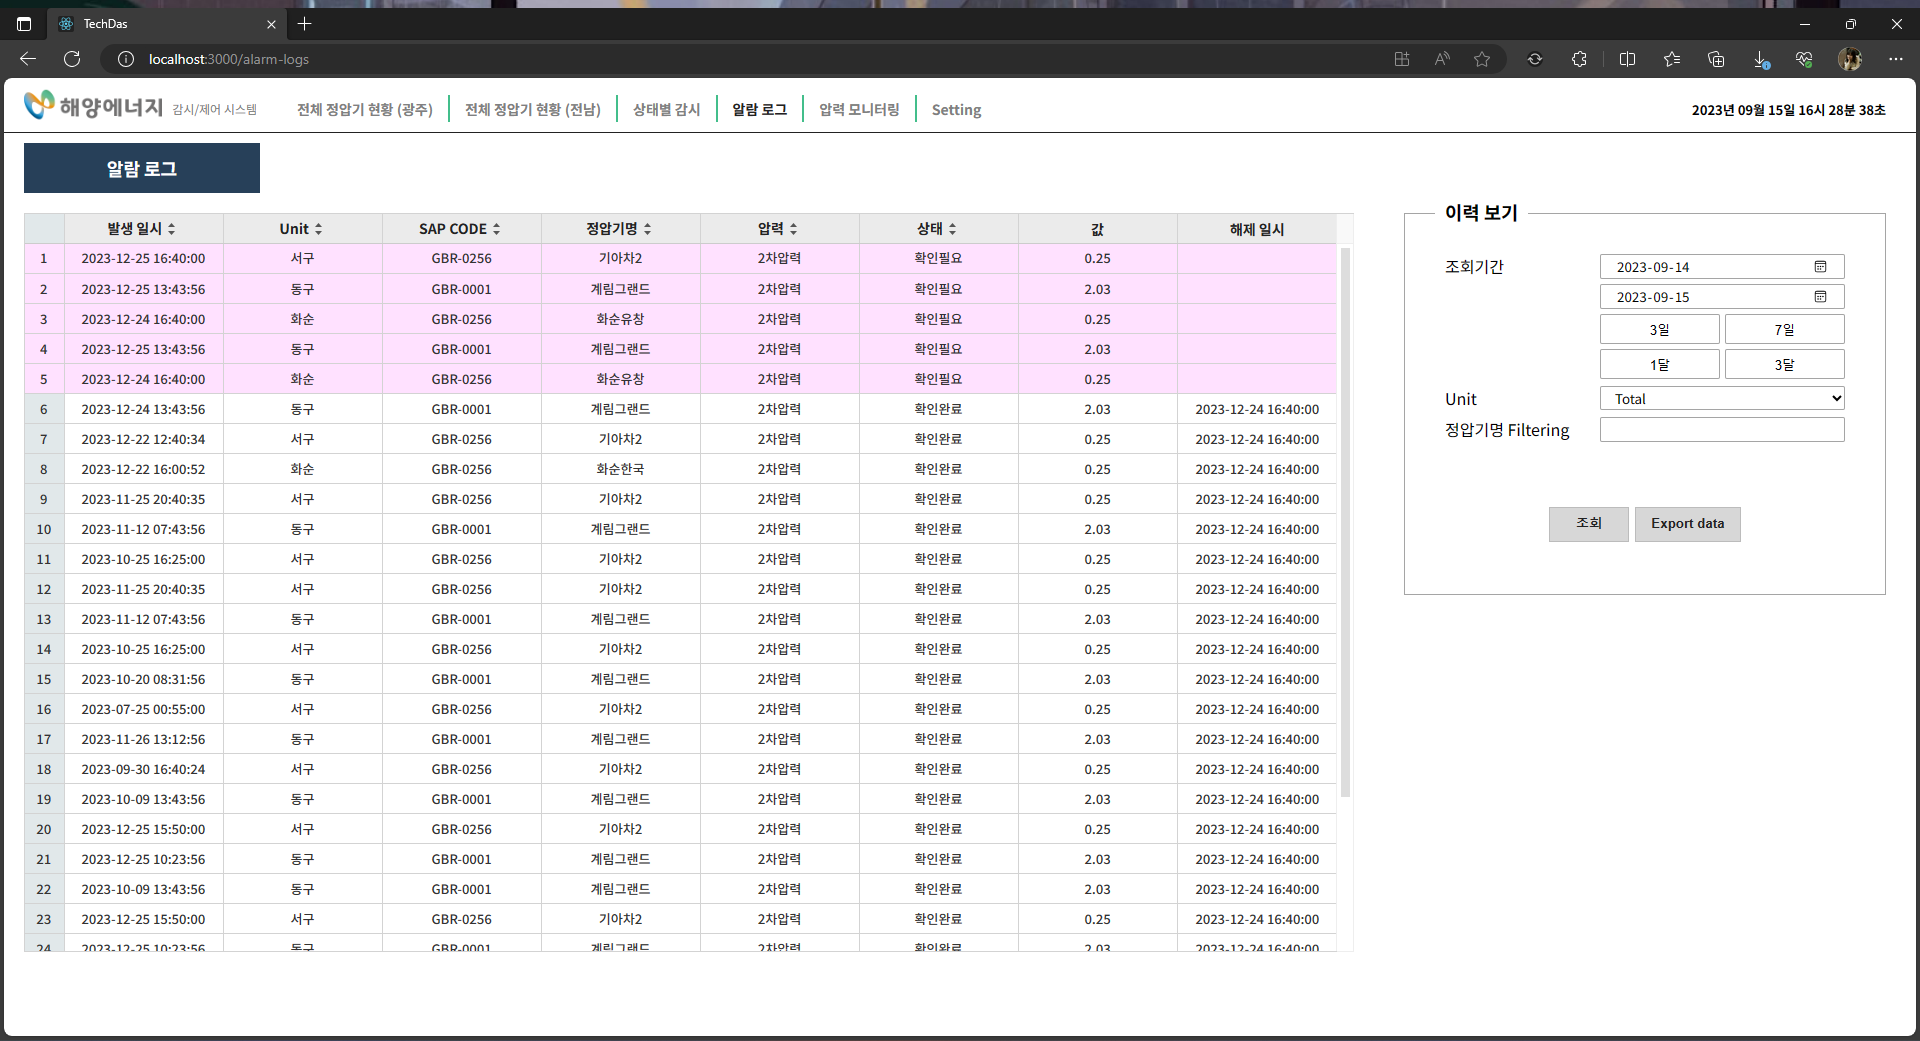 TechDas
localhost:3000/alarm-logs
해양에너지 감시/제어 시스템 전체 정압기 현황 (광주) 전체 정압기 현황 (전남) 상태별 감시 알람 로그 압력 모니터링 Setting 2023년 09월 15일 16시 28분 38초
알람 로그
발생 일시 Unit SAP CODE 정압기명 압력 상태 값 해제 일시
1 2023-12-25 16:40:00 서구 GBR-0256 기아차2 2차압력 확인필요 0.25
2 2023-12-25 13:43:56 동구 GBR-0001 계림그랜드 2차압력 확인필요 2.03
3 2023-12-24 16:40:00 화순 GBR-0256 화순유창 2차압력 확인필요 0.25
4 2023-12-25 13:43:56 동구 GBR-0001 계림그랜드 2차압력 확인필요 2.03
5 2023-12-24 16:40:00 화순 GBR-0256 화순유창 2차압력 확인필요 0.25
6 2023-12-24 13:43:56 동구 GBR-0001 계림그랜드 2차압력 확인완료 2.03 2023-12-24 16:40:00
7 2023-12-22 12:40:34 서구 GBR-0256 기아차2 2차압력 확인완료 0.25 2023-12-24 16:40:00
8 2023-12-22 16:00:52 화순 GBR-0256 화순한국 2차압력 확인완료 0.25 2023-12-24 16:40:00
9 2023-11-25 20:40:35 서구 GBR-0256 기아차2 2차압력 확인완료 0.25 2023-12-24 16:40:00
10 2023-11-12 07:43:56 동구 GBR-0001 계림그랜드 2차압력 확인완료 2.03 2023-12-24 16:40:00
11 2023-10-25 16:25:00 서구 GBR-0256 기아차2 2차압력 확인완료 0.25 2023-12-24 16:40:00
12 2023-11-25 20:40:35 서구 GBR-0256 기아차2 2차압력 확인완료 0.25 2023-12-24 16:40:00
13 2023-11-12 07:43:56 동구 GBR-0001 계림그랜드 2차압력 확인완료 2.03 2023-12-24 16:40:00
14 2023-10-25 16:25:00 서구 GBR-0256 기아차2 2차압력 확인완료 0.25 2023-12-24 16:40:00
15 2023-10-20 08:31:56 동구 GBR-0001 계림그랜드 2차압력 확인완료 2.03 2023-12-24 16:40:00
16 2023-07-25 00:55:00 서구 GBR-0256 기아차2 2차압력 확인완료 0.25 2023-12-24 16:40:00
17 2023-11-26 13:12:56 동구 GBR-0001 계림그랜드 2차압력 확인완료 2.03 2023-12-24 16:40:00
18 2023-09-30 16:40:24 서구 GBR-0256 기아차2 2차압력 확인완료 0.25 2023-12-24 16:40:00
19 2023-10-09 13:43:56 동구 GBR-0001 계림그랜드 2차압력 확인완료 2.03 2023-12-24 16:40:00
20 2023-12-25 15:50:00 서구 GBR-0256 기아차2 2차압력 확인완료 0.25 2023-12-24 16:40:00
21 2023-12-25 10:23:56 동구 GBR-0001 계림그랜드 2차압력 확인완료 2.03 2023-12-24 16:40:00
22 2023-10-09 13:43:56 동구 GBR-0001 계림그랜드 2차압력 확인완료 2.03 2023-12-24 16:40:00
23 2023-12-25 15:50:00 서구 GBR-0256 기아차2 2차압력 확인완료 0.25 2023-12-24 16:40:00
24 2023-12-25 10:23:56 동구 GBR-0001 계림그랜드 2차압력 확인완료 2.03 2023-12-24 16:40:00
이력 보기
조회기간 2023-09-14
2023-09-15
3일 7일
1달 3달
Unit Total
정압기명 Filtering
조회 Export data